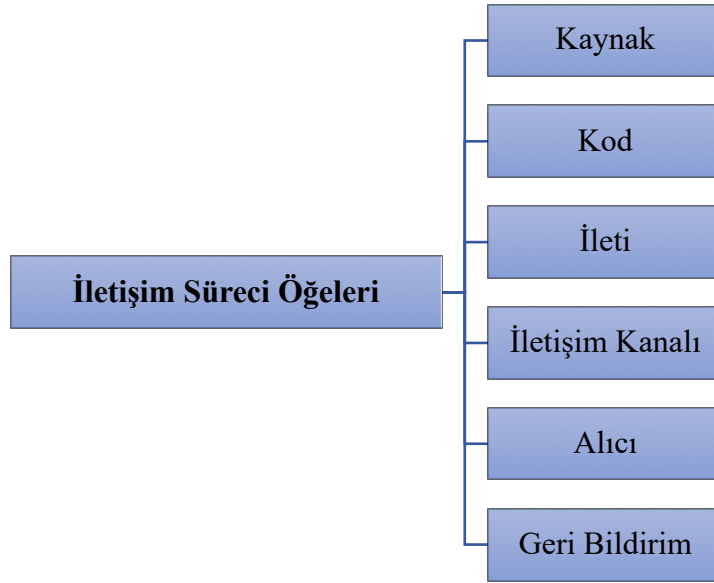 Kaynak
Kod
İleti
İletişim Süreci Öğeleri
İletişim Kanalı
Alıcı
Geri Bildirim